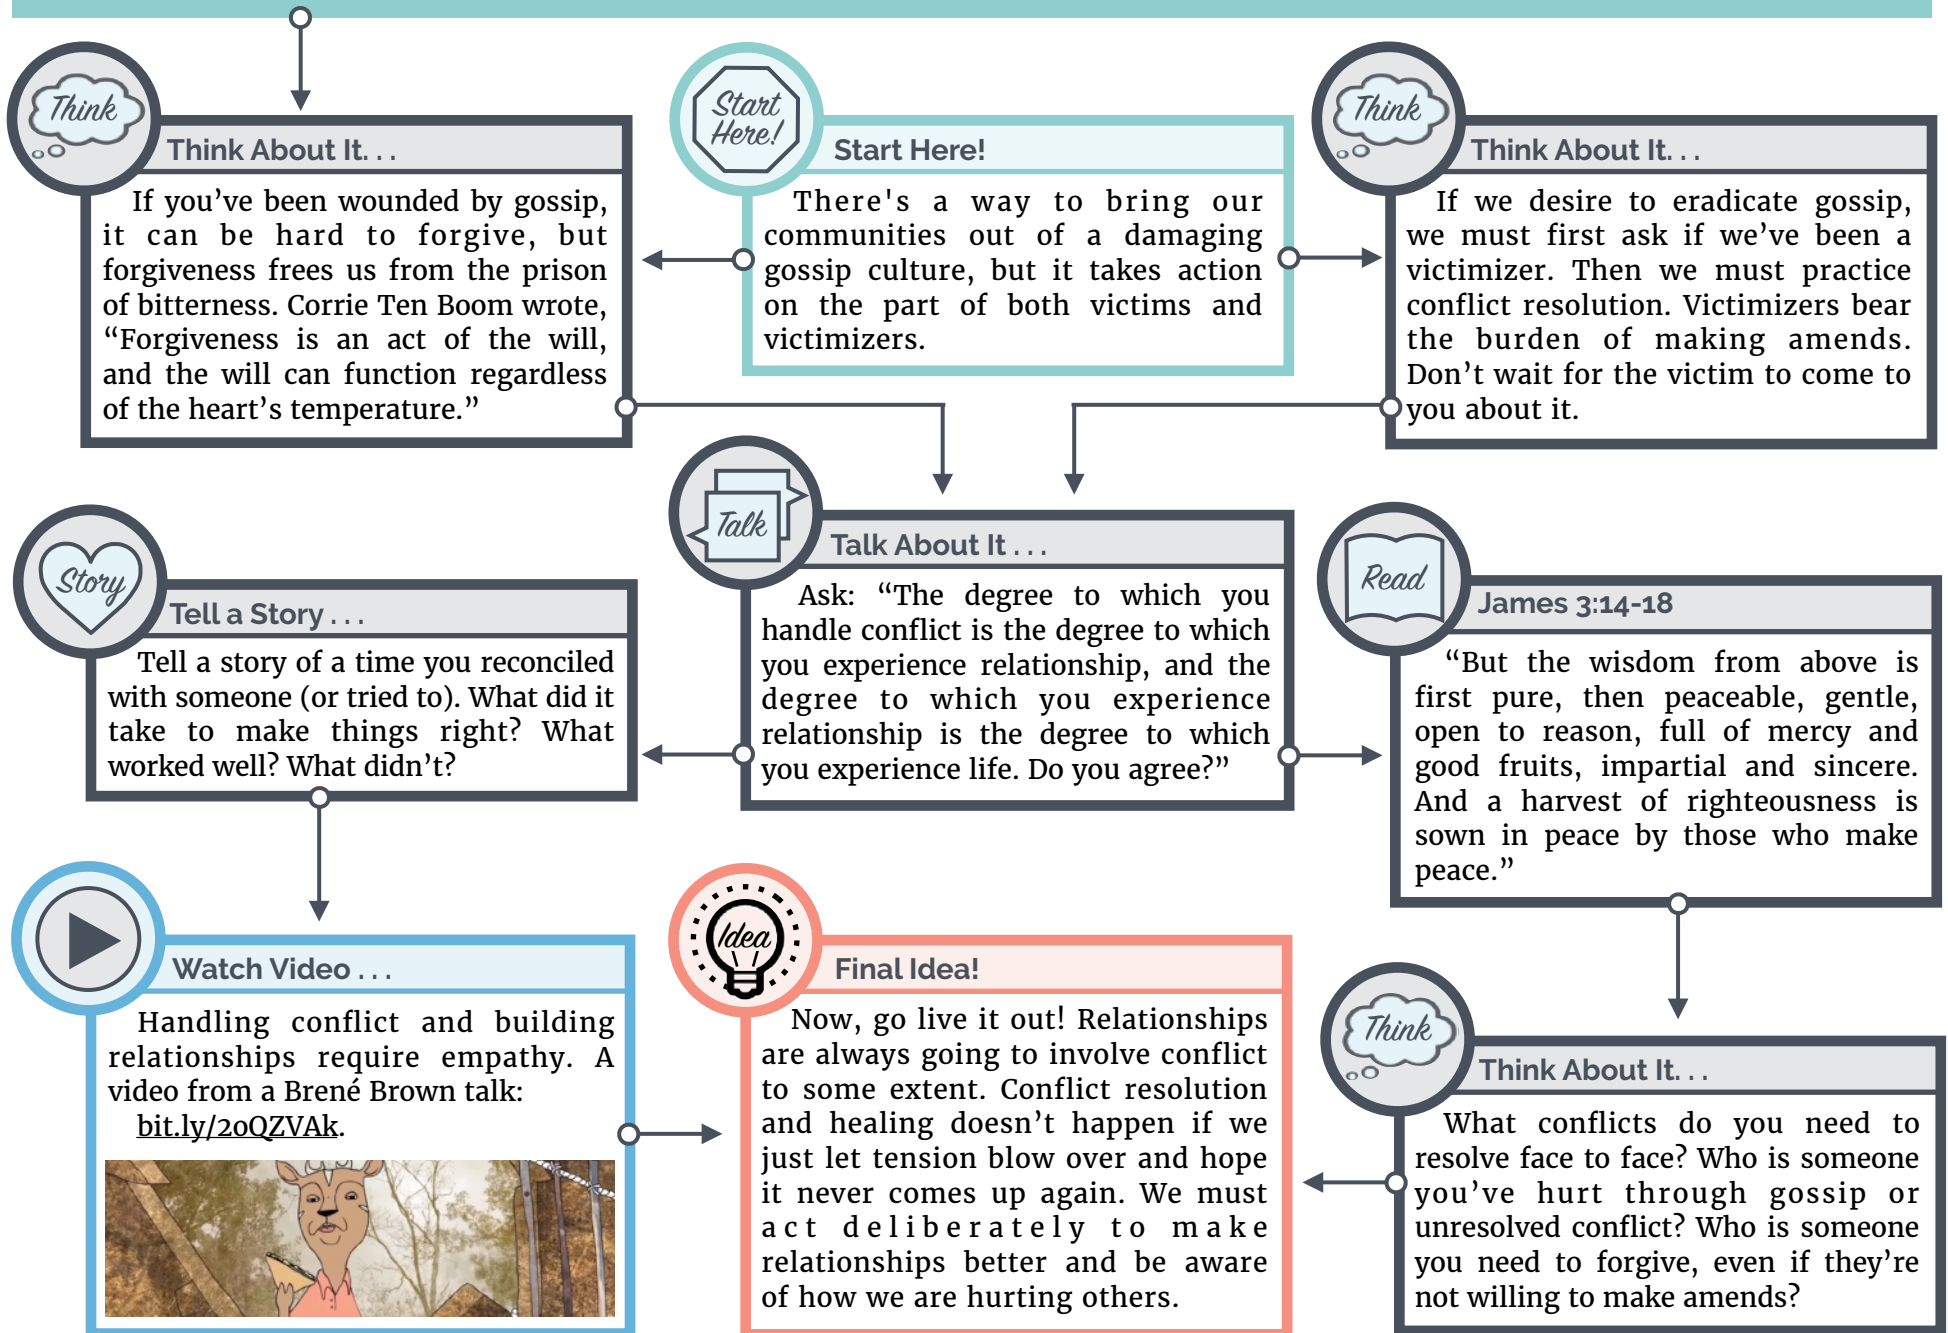 Think
Think About It. . .
If you’ve been wounded by gossip,
it can be hard to forgive, but
forgiveness frees us from the prison
of bitterness. Corrie Ten Boom wrote,
“Forgiveness is an act of the will,
and the will can function regardless
of the heart’s temperature.”
Start
Here!
Start Here!
There's a way to bring our
communities out of a damaging
gossip culture, but it takes action
on the part of both victims and
victimizers.
Think
Think About It. . .
If we desire to eradicate gossip,
we must first ask if we’ve been a
victimizer. Then we must practice
conflict resolution. Victimizers bear
the burden of making amends.
Don’t wait for the victim to come to
you about it.
Story
Tell a Story . . .
Tell a story of a time you reconciled
with someone (or tried to). What did it
take to make things right? What
worked well? What didn’t?
Talk
Talk About It . . .
Ask: “The degree to which you
handle conflict is the degree to which
you experience relationship, and the
degree to which you experience
relationship is the degree to which
you experience life. Do you agree?”
Read
James 3:14-18
“But the wisdom from above is
first pure, then peaceable, gentle,
open to reason, full of mercy and
good fruits, impartial and sincere.
And a harvest of righteousness is
sown in peace by those who make
peace.”
Watch Video . . .
Handling conflict and building
relationships require empathy. A
video from a Brené Brown talk:
bit.ly/2oQZVAk.
Idea
Final Idea!
Now, go live it out! Relationships
are always going to involve conflict
to some extent. Conflict resolution
and healing doesn’t happen if we
just let tension blow over and hope
it never comes up again. We must
act deliberately to make
relationships better and be aware
of how we are hurting others.
Think
Think About It. . .
What conflicts do you need to
resolve face to face? Who is someone
you’ve hurt through gossip or
unresolved conflict? Who is someone
you need to forgive, even if they’re
not willing to make amends?